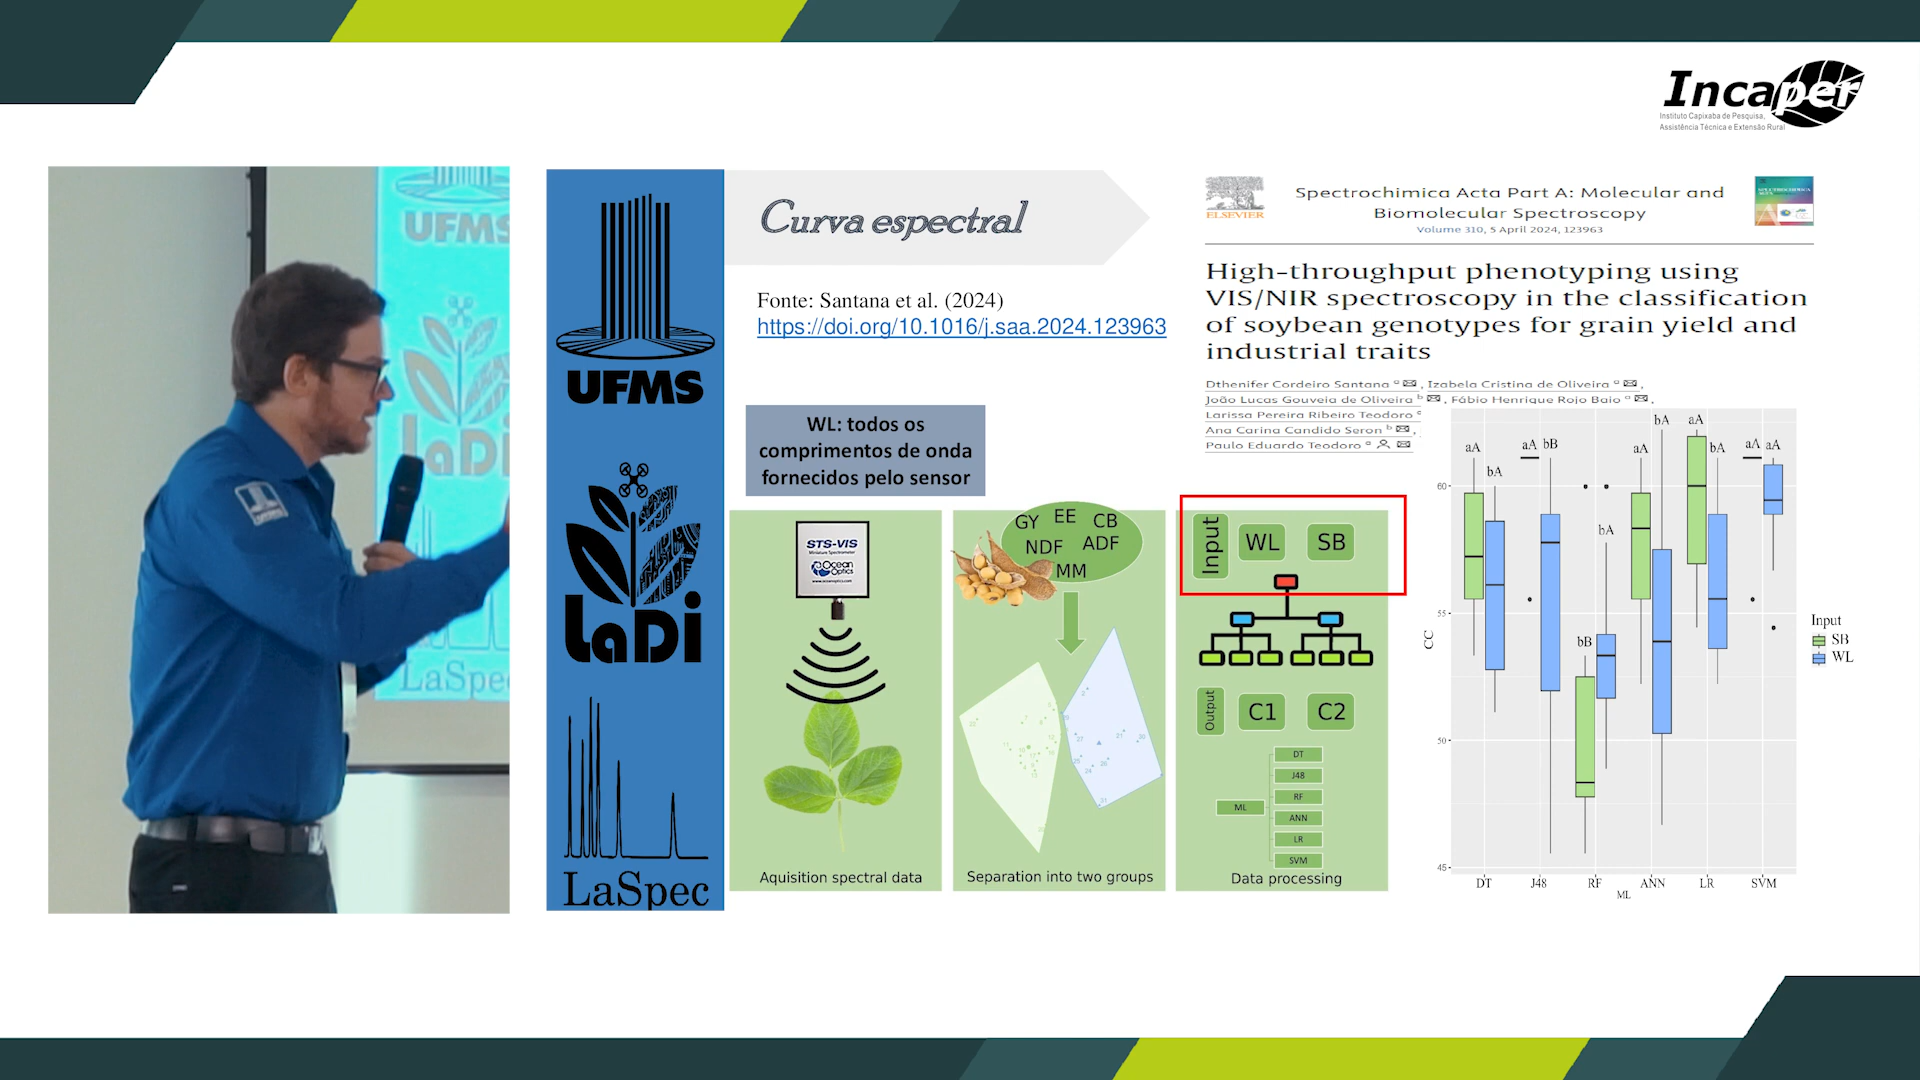 Incaper
Instituto Capixaba de Pesquisa,
Assistência Técnica e Extensão Rural
UFMS
LaDi
LaSpec
UFMS
LaDi
LaSpec
Curva espectral
Fonte: Santana et al. (2024)
https://doi.org/10.1016/j.saa.2024.123963
WL: todos os
comprimentos de onda
fornecidos pelo sensor
ELSEVIER
Spectrochimica Acta Part A: Molecular and
Biomolecular Spectroscopy
Volume 310, 5 April 2024, 123963
High-throughput phenotyping using
VIS/NIR spectroscopy in the classification
of soybean genotypes for grain yield and
industrial traits
Dthenifer Cordeiro Santana a, Izabela Cristina de Oliveira a,
João Lucas Gouveia de Oliveira b, Fábio Henrique Rojo Baio a,
Larissa Pereira Ribeiro Teodoro
Ana Carina Candido Seron b,
Paulo Eduardo Teodoro a
STS-VIS
Miniature Spectrometer
Ocean
Optics
Aquisition spectral data
GY EE CB
NDF ADF
MM
Separation into two groups
Input WL SB
Output C1 C2
ML
DT
J48
RF
ANN
LR
SVM
Data processing
aA bA aA bB bB bA aA bA aA bA aA aA
60
55
50
45
CC
DT J48 RF ANN LR SVM
ML
Input
SB
WL